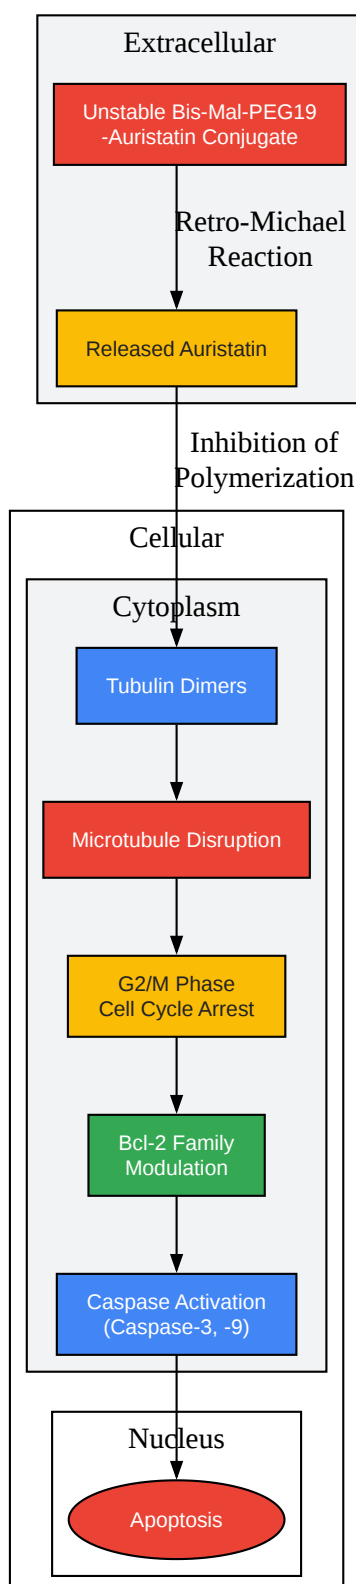 Extracellular
Unstable Bis-Mal-PEG19
-Auristatin Conjugate
Retro-Michael
Reaction
Released Auristatin
Inhibition of
Polymerization
Cellular
Cytoplasm
Tubulin Dimers
Microtubule Disruption
G2/M Phase
Cell Cycle Arrest
Bcl-2 Family
Modulation
Caspase Activation
(Caspase-3, -9)
Nucleus
Apoptosis